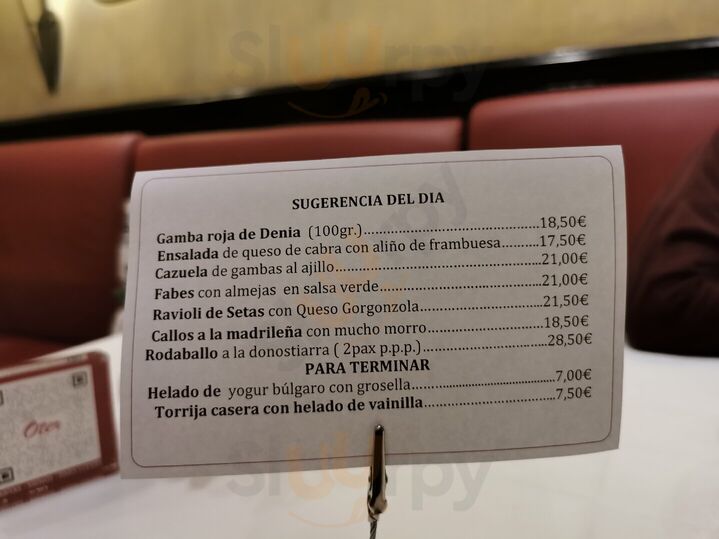 Slurpy
SUGERENCIA DEL DIA
Gamba roja de Denia (100gr.)..........18,50€
Ensalada de queso de cabra con aliño de frambuesa..........17,50€
Cazuela de gambas al ajillo..........21,00€
Fabes con almejas en salsa verde..........21,00€
Ravioli de Setas con Queso Gorgonzola..........21,50€
Callos a la madrileña con mucho morro..........18,50€
Rodaballo a la donostiarra ( 2pax p.p.p.)..........28,50€
PARA TERMINAR
Helado de yogur búlgaro con grosella..........7,00€
Torrija casera con helado de vainilla..........7,50€
Oter
Slurpy